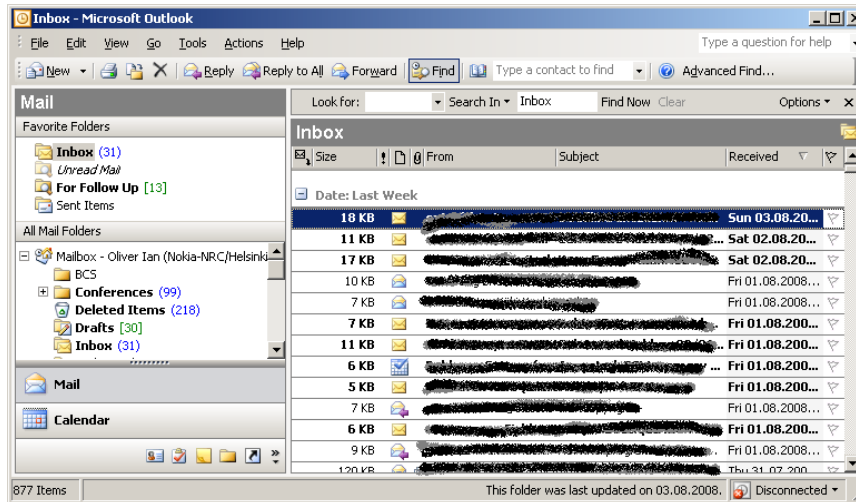 Inbox - Microsoft Outlook
File Edit View Go Tools Actions Help Type a question for help
New Reply Reply to All Forward Find Type a contact to find Advanced Find...
Mail Look for: Search In Inbox Find Now Clear Options
Favorite Folders
Inbox
Inbox (31)
Size From Subject Received
Unread Mail
For Follow Up [13]
Date: Last Week
Sent Items
18 KB Sun 03.08.20...
All Mail Folders
11 KB ... Sat 02.08.20...
Mailbox - Oliver Ian (Nokia-NRC/Helsinki
17 KB Sat 02.08.20...
BCS
10 KB Fri 01.08.2008...
Conferences (99)
7 KB Fri 01.08.2008...
Deleted Items (218)
Drafts [30]
7 KB Fri 01.08.200...
Inbox (31)
11 KB Fri 01.08.200...
6 KB ... Fri 01.08.200...
Mail
5 KB Fri 01.08.200...
7 KB Fri 01.08.2008...
Calendar
6 KB Fri 01.08.200...
9 KB Fri 01.08.2008...
120 KB Thu 31.07.200...
877 Items This folder was last updated on 03.08.2008. Disconnected